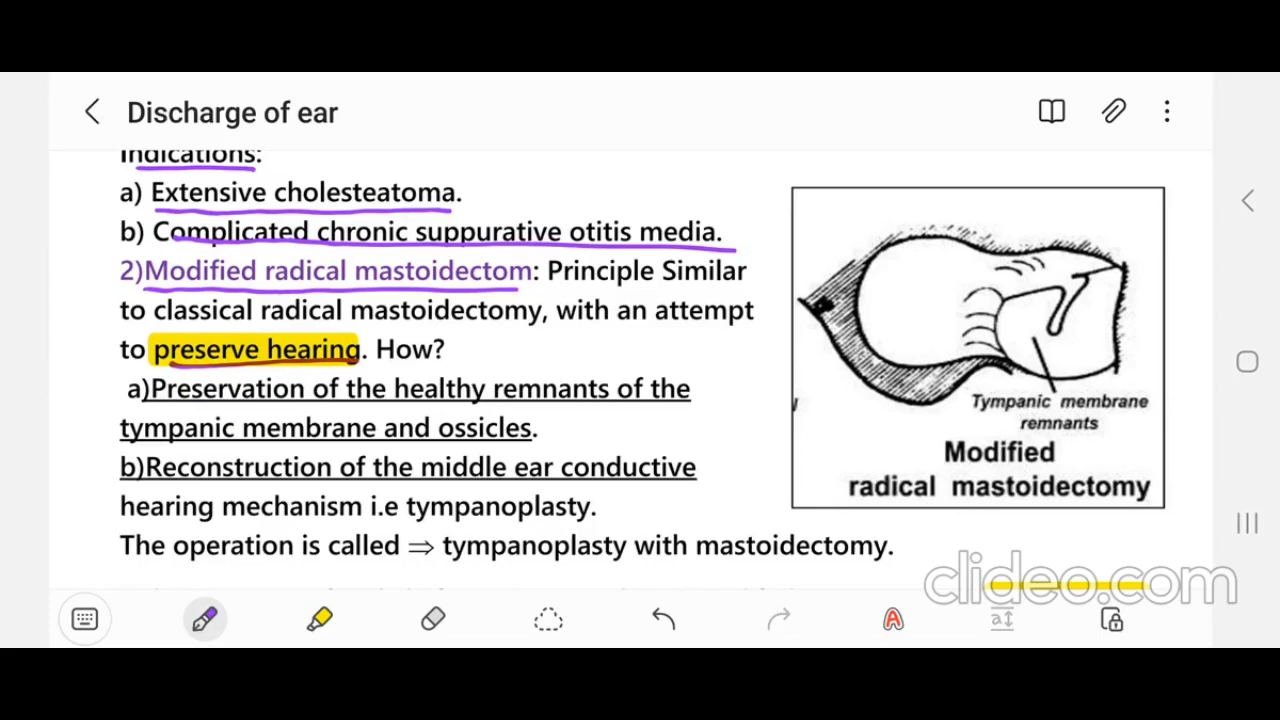 Discharge of ear
Indications:
a) Extensive cholesteatoma.
b) Complicated chronic suppurative otitis media.
2)Modified radical mastoidectom: Principle Similar
to classical radical mastoidectomy, with an attempt
to preserve hearing. How?
a)Preservation of the healthy remnants of the
tympanic membrane and ossicles.
b)Reconstruction of the middle ear conductive
hearing mechanism i.e tympanoplasty.
The operation is called ⇒ tympanoplasty with mastoidectomy.
Tympanic membrane
remnants
Modified
radical mastoidectomy
clideo.com
A
a